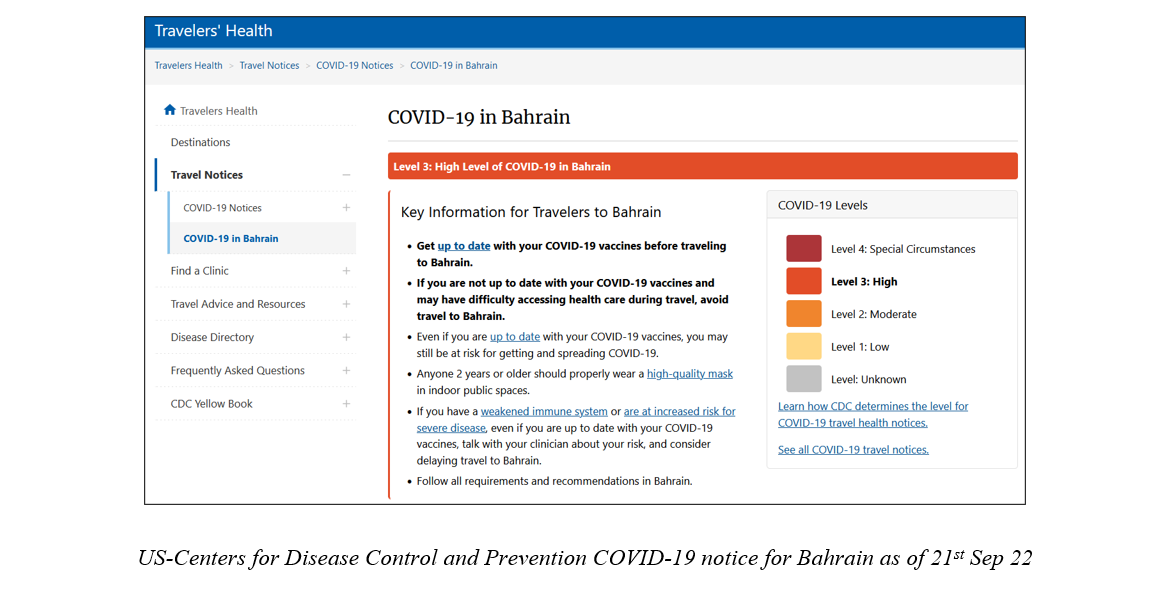 Travelers' Health
Travelers Health > Travel Notices > COVID-19 Notices > COVID-19 in Bahrain
Travelers Health
Destinations
Travel Notices
COVID-19 Notices
COVID-19 in Bahrain
Find a Clinic
Travel Advice and Resources
Disease Directory
Frequently Asked Questions
CDC Yellow Book
COVID-19 in Bahrain
Level 3: High Level of COVID-19 in Bahrain
Key Information for Travelers to Bahrain
• Get up to date with your COVID-19 vaccines before traveling
to Bahrain.
• If you are not up to date with your COVID-19 vaccines and
may have difficulty accessing health care during travel, avoid
travel to Bahrain.
• Even if you are up to date with your COVID-19 vaccines, you may
still be at risk for getting and spreading COVID-19.
• Anyone 2 years or older should properly wear a high-quality mask
in indoor public spaces.
• If you have a weakened immune system or are at increased risk for
severe disease, even if you are up to date with your COVID-19
vaccines, talk with your clinician about your risk, and consider
delaying travel to Bahrain.
• Follow all requirements and recommendations in Bahrain.
COVID-19 Levels
Level 4: Special Circumstances
Level 3: High
Level 2: Moderate
Level 1: Low
Level: Unknown
Learn how CDC determines the level for
COVID-19 travel health notices.
See all COVID-19 travel notices.
US-Centers for Disease Control and Prevention COVID-19 notice for Bahrain as of 21st Sep 22